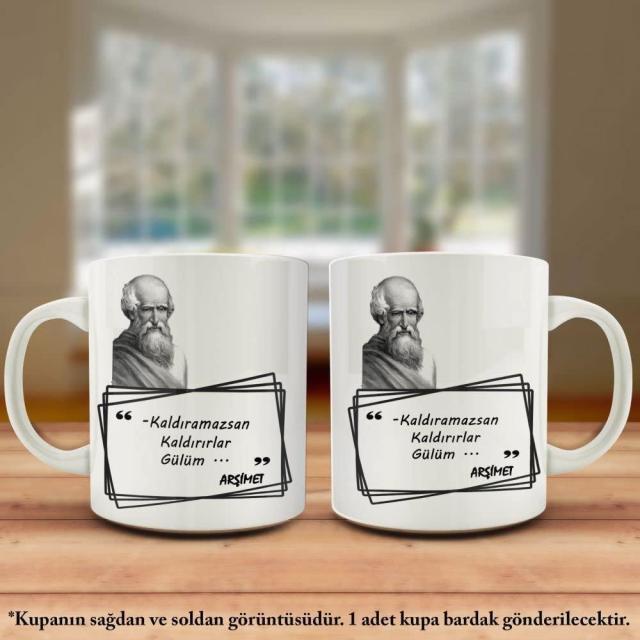 “ -Kaldıramazsan
Kaldırırlar
Gülüm ... ”
ARŞİMET
“ -Kaldıramazsan
Kaldırırlar
Gülüm ... ”
ARŞİMET
*Kupanın sağdan ve soldan görüntüsüdür. 1 adet kupa bardak gönderilecektir.